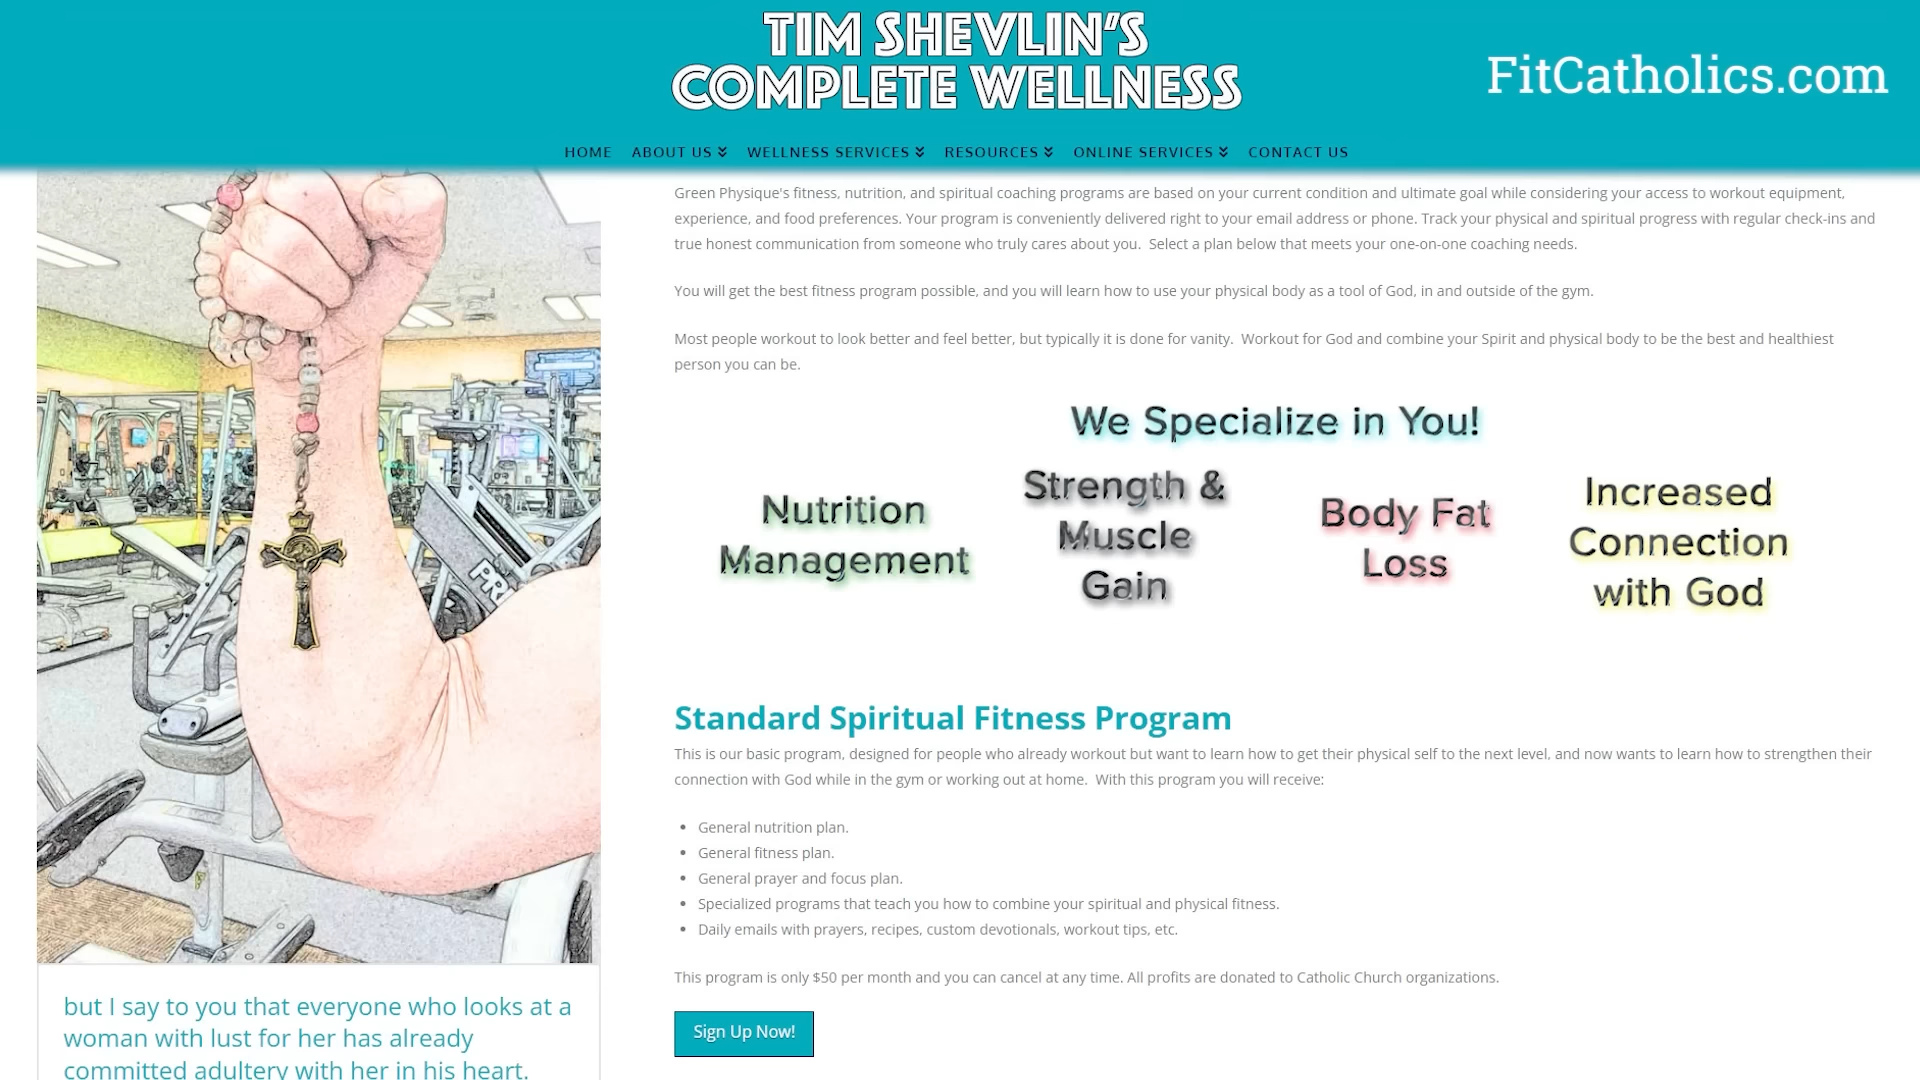 TIM SHEVLIN'S
COMPLETE WELLNESS
FitCatholics.com
HOME ABOUT US WELLNESS SERVICES RESOURCES ONLINE SERVICES CONTACT US
Green Physique's fitness, nutrition, and spiritual coaching programs are based on your current condition and ultimate goal while considering your access to workout equipment,
experience, and food preferences. Your program is conveniently delivered right to your email address or phone. Track your physical and spiritual progress with regular check-ins and
true honest communication from someone who truly cares about you. Select a plan below that meets your one-on-one coaching needs.
You will get the best fitness program possible, and you will learn how to use your physical body as a tool of God, in and outside of the gym.
Most people workout to look better and feel better, but typically it is done for vanity. Workout for God and combine your Spirit and physical body to be the best and healthiest
person you can be.
We Specialize in You!
Nutrition
Management
Strength &
Muscle
Gain
Body Fat
Loss
Increased
Connection
with God
Standard Spiritual Fitness Program
This is our basic program, designed for people who already workout but want to learn how to get their physical self to the next level, and now wants to learn how to strengthen their
connection with God while in the gym or working out at home. With this program you will receive:
• General nutrition plan.
• General fitness plan.
• General prayer and focus plan.
• Specialized programs that teach you how to combine your spiritual and physical fitness.
• Daily emails with prayers, recipes, custom devotionals, workout tips, etc.
This program is only $50 per month and you can cancel at any time. All profits are donated to Catholic Church organizations.
Sign Up Now!
but I say to you that everyone who looks at a
woman with lust for her has already
committed adultery with her in his heart.